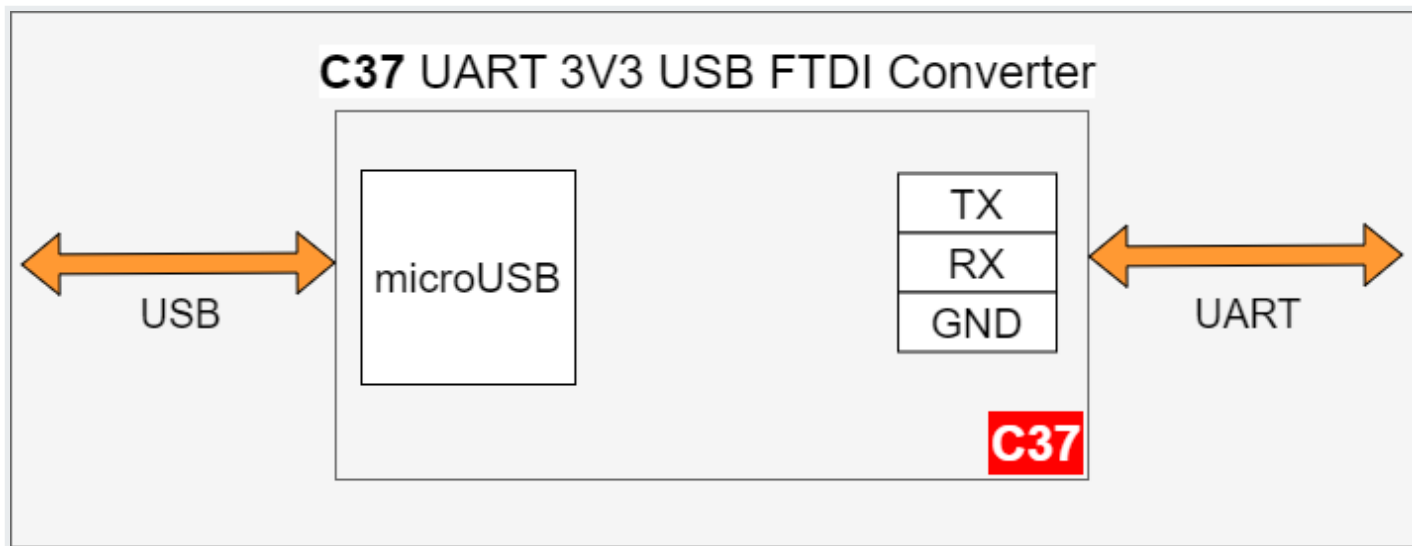 C37 UART 3V3 USB FTDI Converter
microUSB
TX
RX
GND
USB
UART
C37